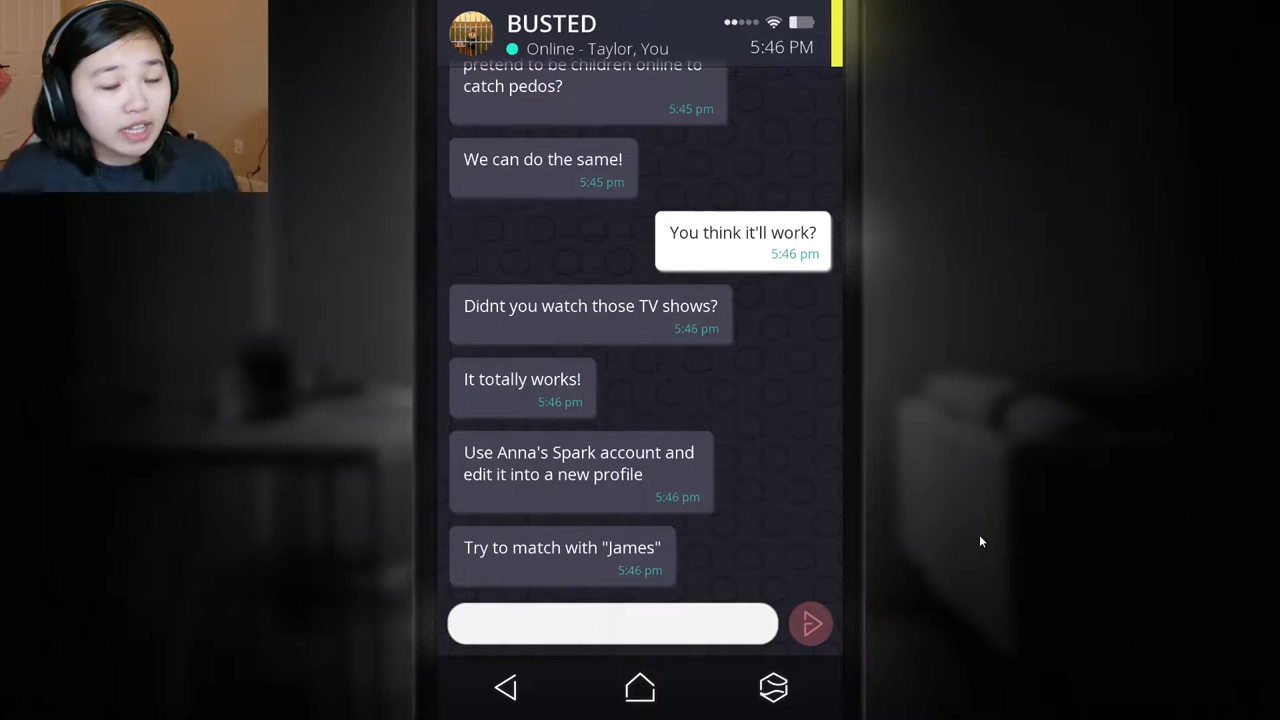 BUSTED
Online - Taylor, You
5:46 PM
pretend to be children online to
catch pedos?
5:45 pm
We can do the same!
5:45 pm
You think it'll work?
5:46 pm
Didnt you watch those TV shows?
5:46 pm
It totally works!
5:46 pm
Use Anna's Spark account and
edit it into a new profile
5:46 pm
Try to match with "James"
5:46 pm